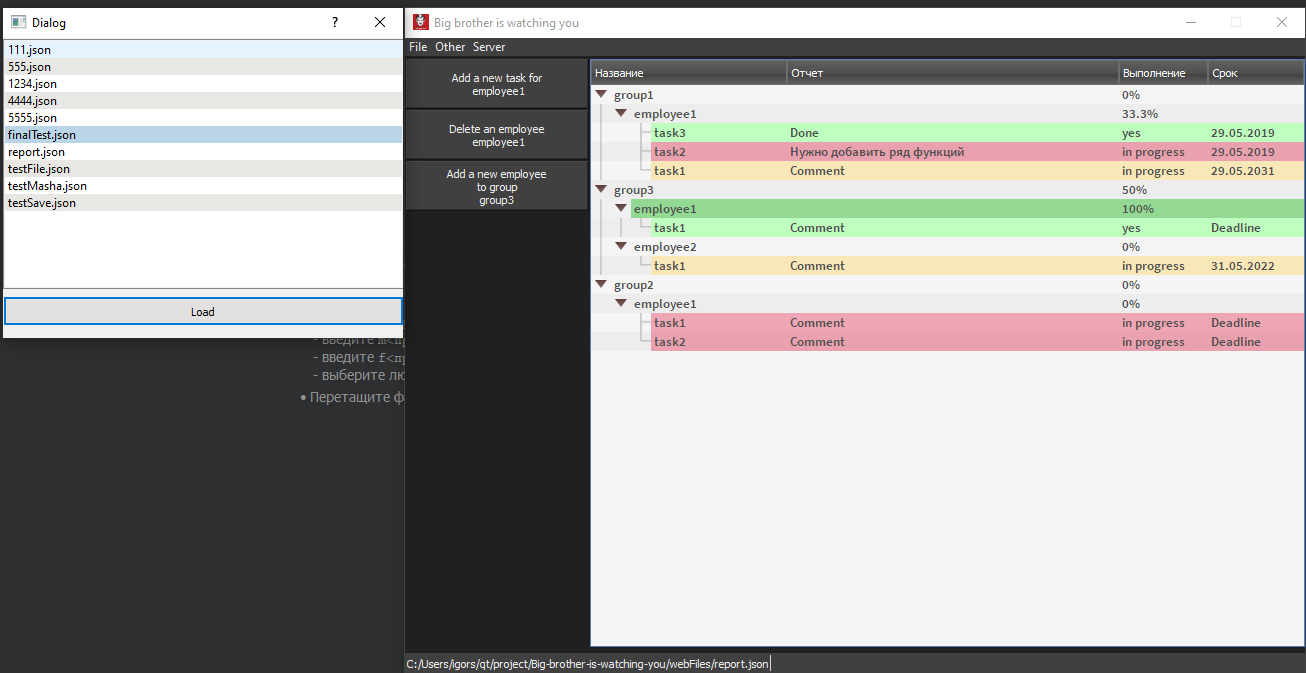 Dialog
?
111.json
555.json
1234.json
4444.json
5555.json
finalTest.json
report.json
testFile.json
testMasha.json
testSave.json
Load
- введите
- введите f<пр
- выберите лю
• Перетащите ф
Big brother is watching you
File Other Server
Add a new task for
employee1
Delete an employee
employee1
Add a new employee
to group
group3
Название Отчет Выполнение Срок
group1 0%
employee1 33.3%
task3 Done yes 29.05.2019
task2 Нужно добавить ряд функций in progress 29.05.2019
task1 Comment in progress 29.05.2031
group3 50%
employee1 100%
task1 Comment yes Deadline
employee2 0%
task1 Comment in progress 31.05.2022
group2 0%
employee1 0%
task1 Comment in progress Deadline
task2 Comment in progress Deadline
C:/Users/igors/qt/project/Big-brother-is-watching-you/webFiles/report.json